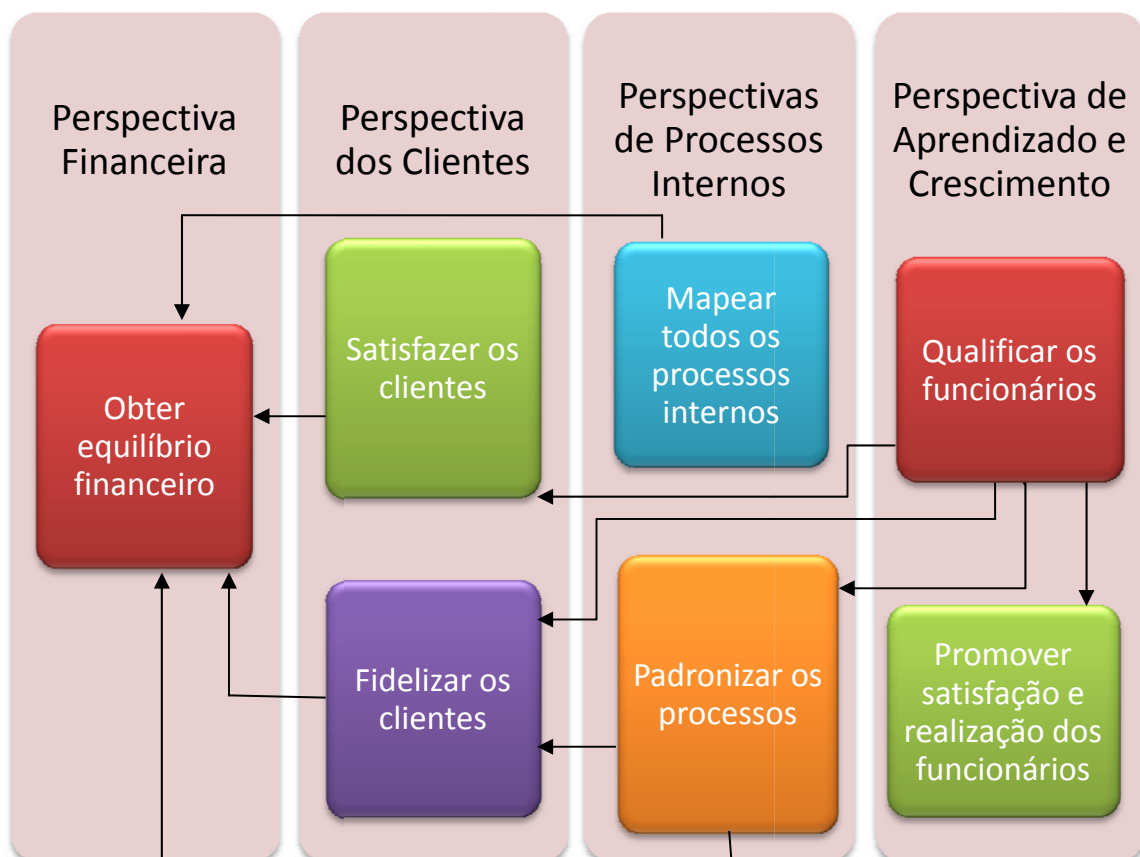 Perspectiva
Financeira
Obter
equilíbrio
financeiro
Perspectiva
dos Clientes
Satisfazer os
clientes
Fidelizar os
clientes
Perspectivas
de Processos
Internos
Mapear
todos os
processos
internos
Padronizar os
processos
Perspectiva de
Aprendizado e
Crescimento
Qualificar os
funcionários
Promover
satisfação e
realização dos
funcionários